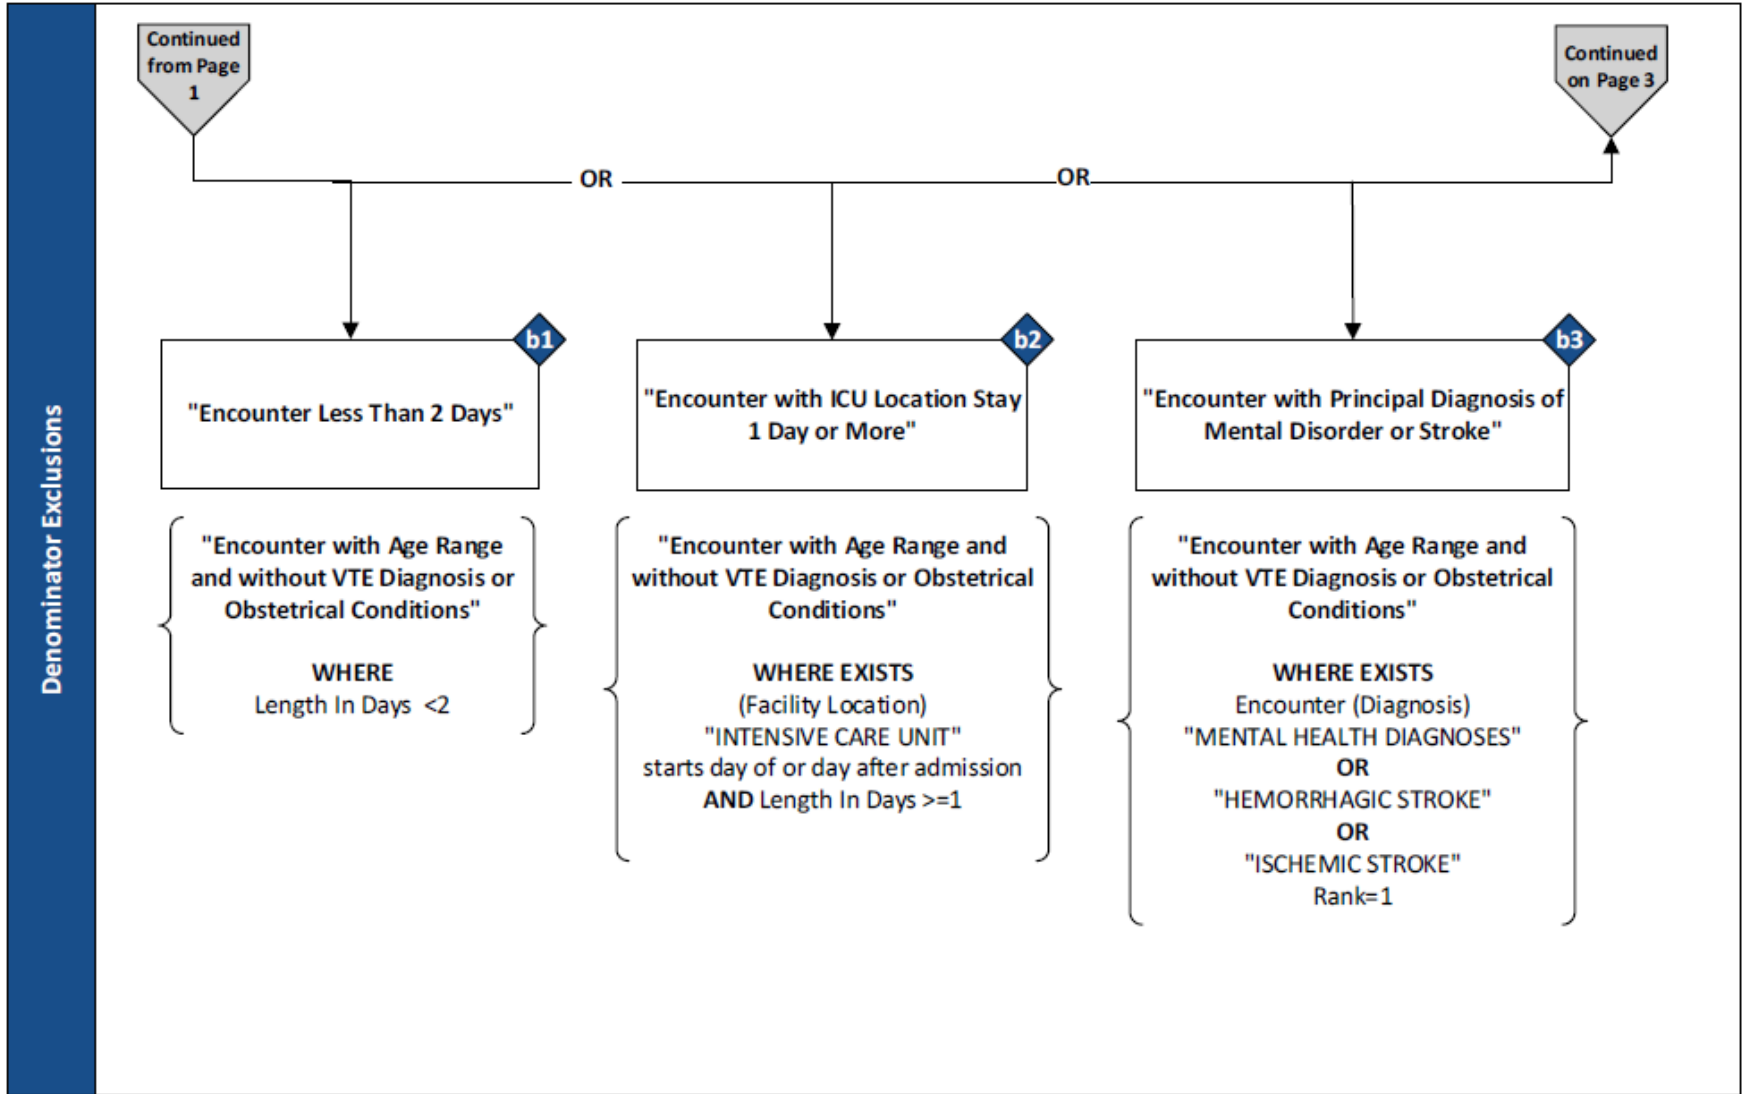 Denominator Exclusions
Continued
from Page
1
Continued
on Page 3
OR
OR
b1
"Encounter Less Than 2 Days"
"Encounter with Age Range
and without VTE Diagnosis or
Obstetrical Conditions"
WHERE
Length In Days <2
b2
"Encounter with ICU Location Stay
1 Day or More"
"Encounter with Age Range and
without VTE Diagnosis or Obstetrical
Conditions"
WHERE EXISTS
(Facility Location)
"INTENSIVE CARE UNIT"
starts day of or day after admission
AND Length In Days >=1
b3
"Encounter with Principal Diagnosis of
Mental Disorder or Stroke"
"Encounter with Age Range and
without VTE Diagnosis or Obstetrical
Conditions"
WHERE EXISTS
Encounter (Diagnosis)
"MENTAL HEALTH DIAGNOSES"
OR
"HEMORRHAGIC STROKE"
OR
"ISCHEMIC STROKE"
Rank=1